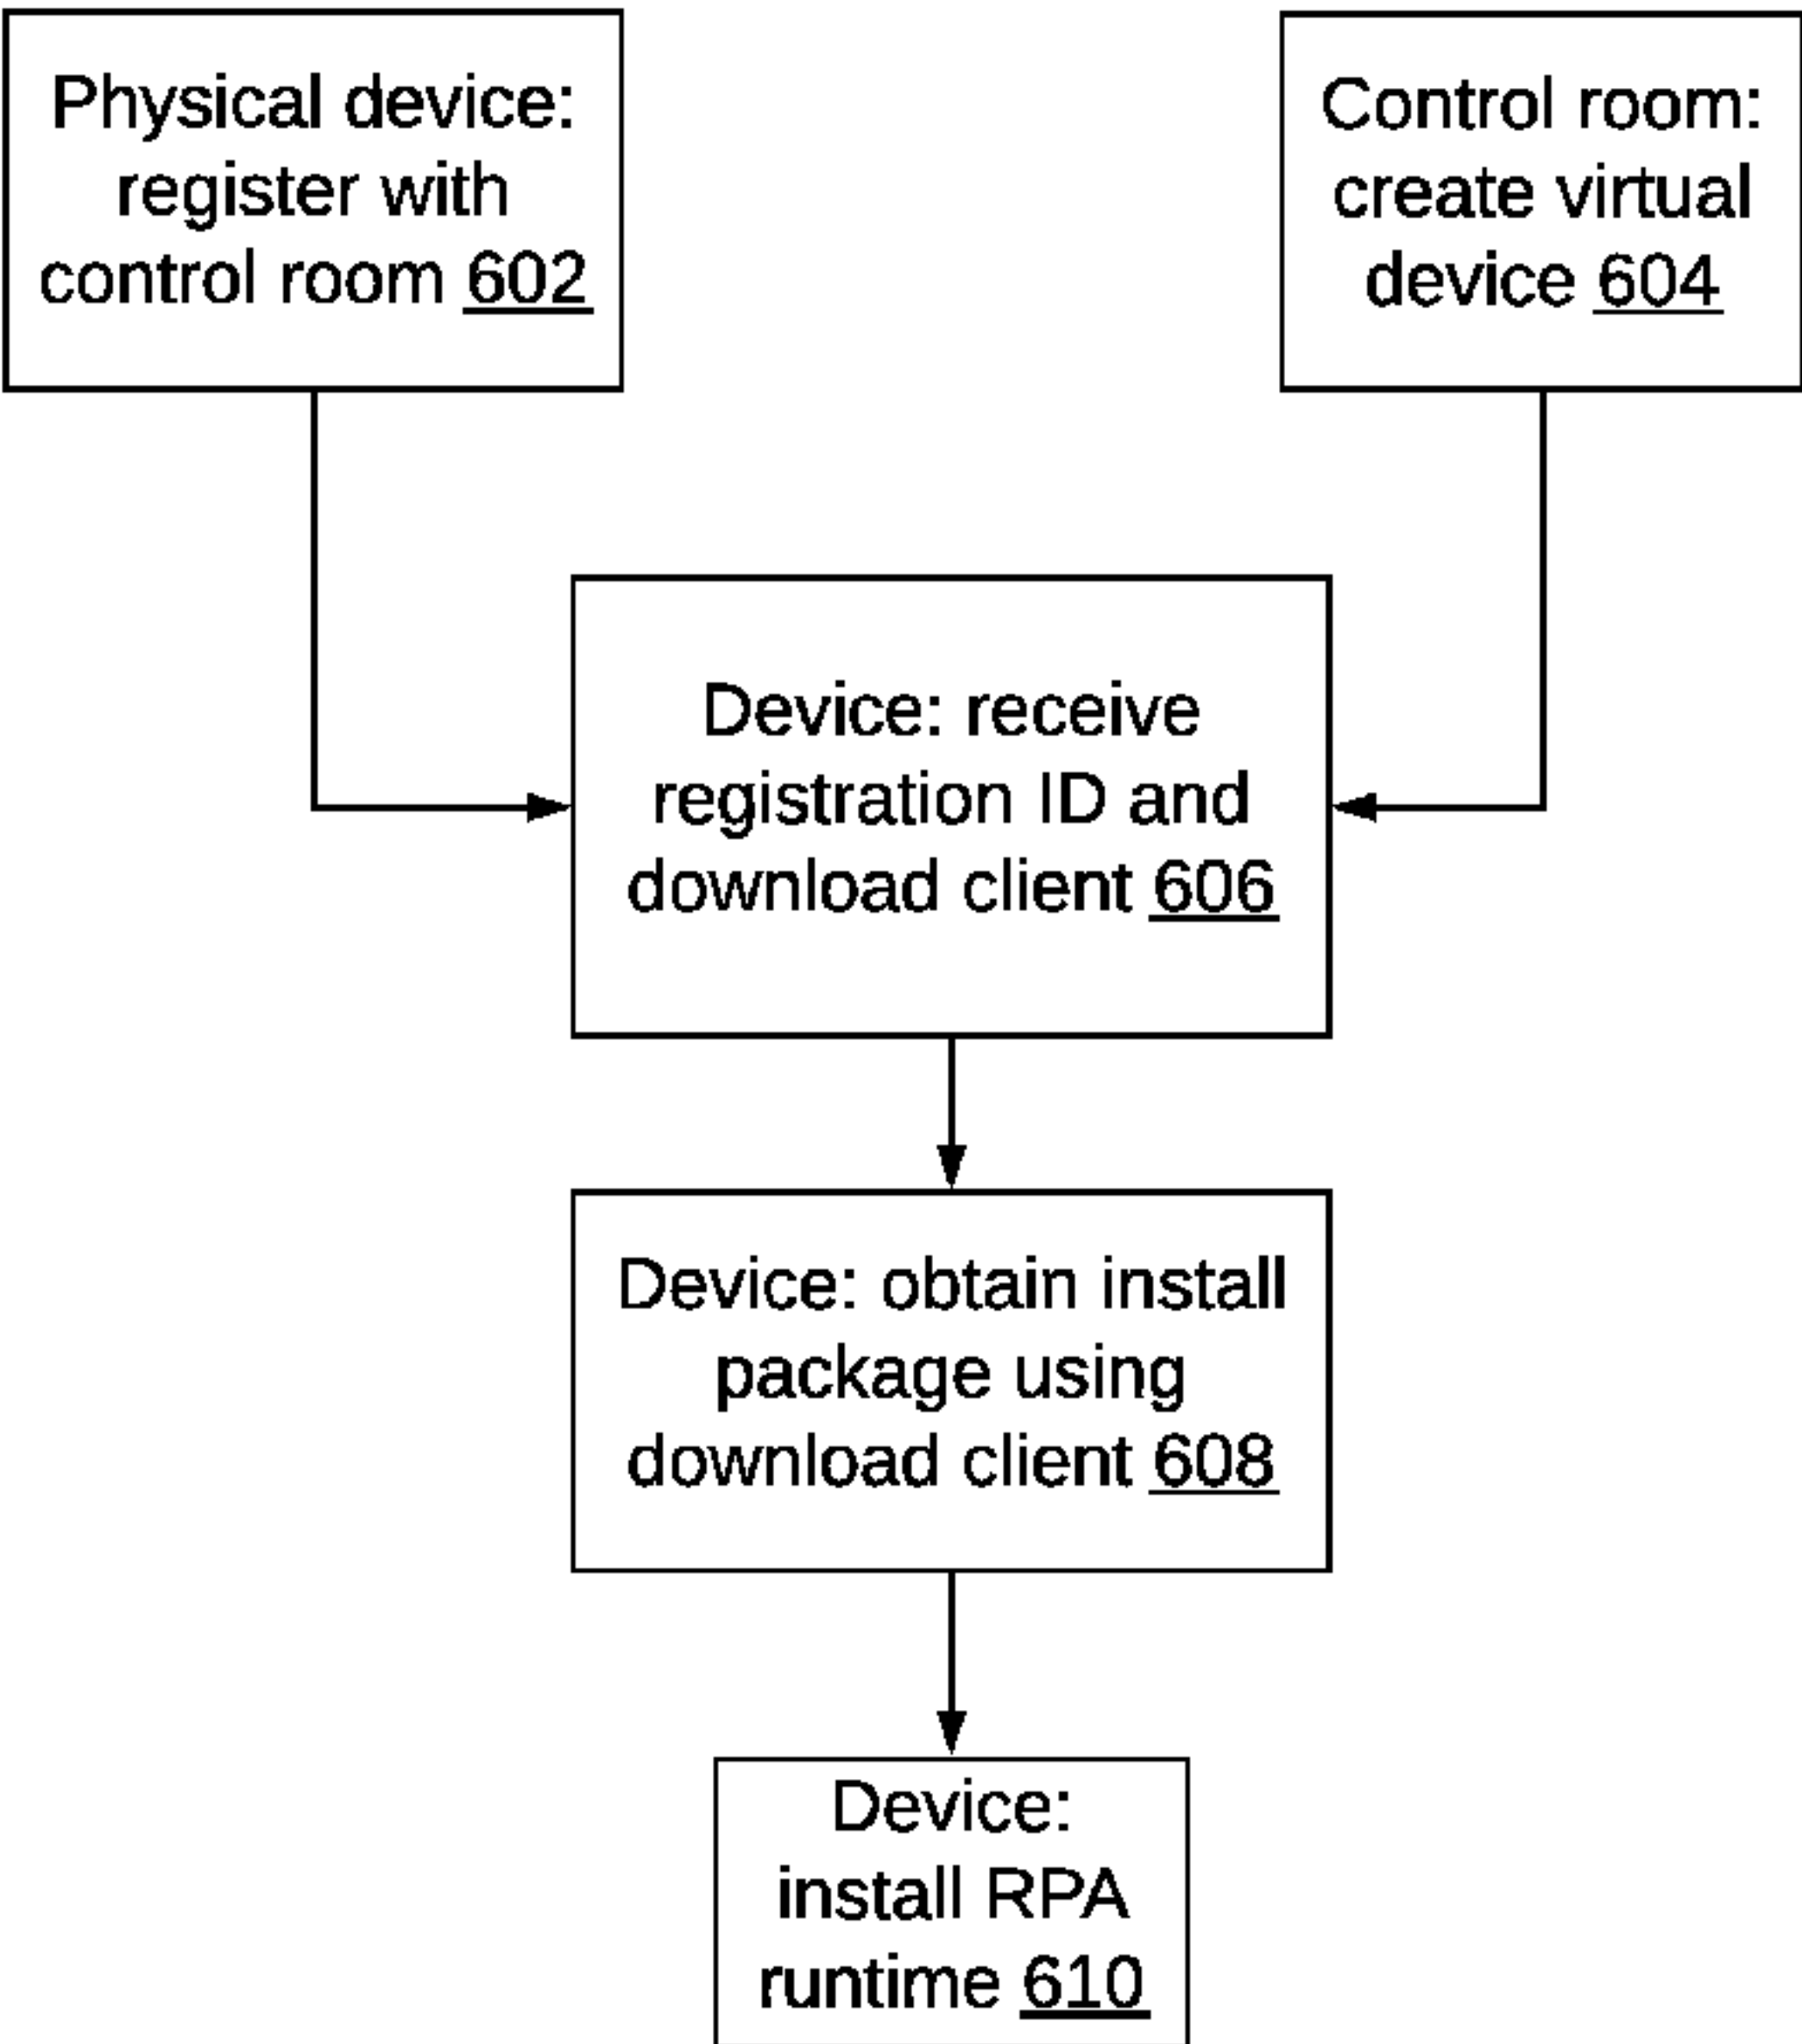 Physical device:
register with
control room 602
Control room:
create virtual
device 604
Device: receive
registration ID and
download client 606
Device: obtain install
package using
download client 608
Device:
install RPA
runtime 610